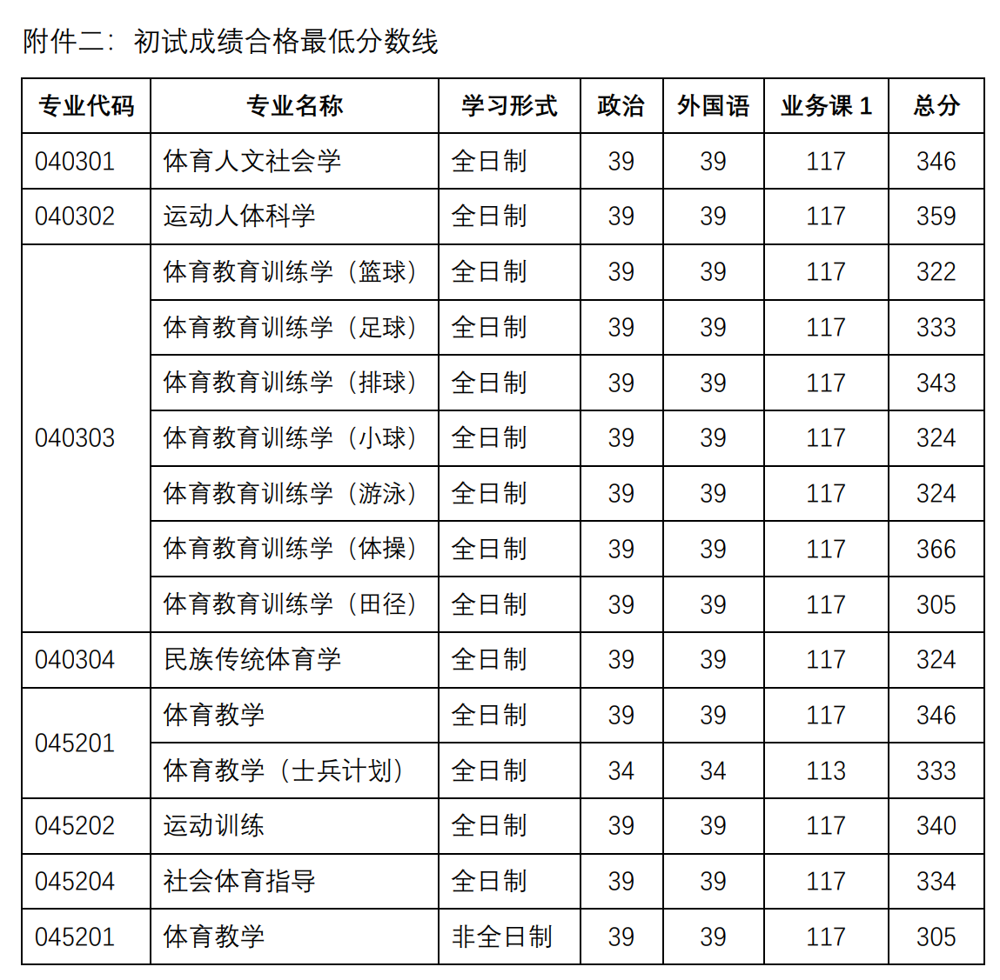 附件二：初试成绩合格最低分数线
专业代码 专业名称 学习形式 政治 外国语 业务课 1 总分
040301 体育人文社会学 全日制 39 39 117 346
040302 运动人体科学 全日制 39 39 117 359
体育教育训练学（篮球） 全日制 39 39 117 322
体育教育训练学（足球） 全日制 39 39 117 333
体育教育训练学（排球） 全日制 39 39 117 343
040303 体育教育训练学（小球） 全日制 39 39 117 324
体育教育训练学（游泳） 全日制 39 39 117 324
体育教育训练学（体操） 全日制 39 39 117 366
体育教育训练学（田径） 全日制 39 39 117 305
040304 民族传统体育学 全日制 39 39 117 324
045201 体育教学 全日制 39 39 117 346
体育教学（士兵计划） 全日制 34 34 113 333
045202 运动训练 全日制 39 39 117 340
045204 社会体育指导 全日制 39 39 117 334
045201 体育教学 非全日制 39 39 117 305